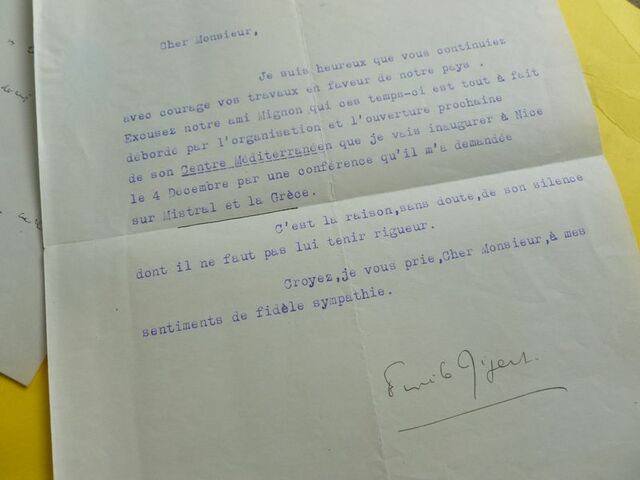 Cher Monsieur,
Je suis heureux que vous continuiez
avec courage vos travaux en faveur de notre pays .
Excusez notre ami Mignon qui ces temps-ci est tout à fait
débordé par l'organisation et l'ouverture prochaine
de son Centre Méditerranéen que je vais inaugurer à Nice
le 4 Décembre par une conférence qu'il m'a demandée
sur Mistral et la Grèce.
C'est la raison,sans doute,de son silence
dont il ne faut pas lui tenir rigueur.
Croyez,je vous prie,Cher Monsieur,à mes
sentiments de fidèle sympathie.
Emile